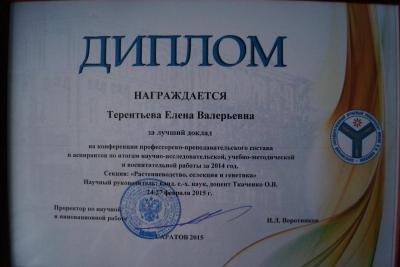 ДИПЛОМ
НАГРАЖДАЕТСЯ
Терентьева Елена Валерьевна
за лучший доклад
на конференции профессорско-преподавательского состава
и аспирантов по итогам научно-исследовательской, учебно-методической
и воспитательной работы за 2014 год.
Секция: «Растениеводство, селекция и генетика»
Научный руководитель: канд. с.-х. наук, доцент Ткаченко О.В.
24-27 февраля 2015 г.
Проректор по научной
и инновационной работе
И.Л. Воротников
САРАТОВ 2015